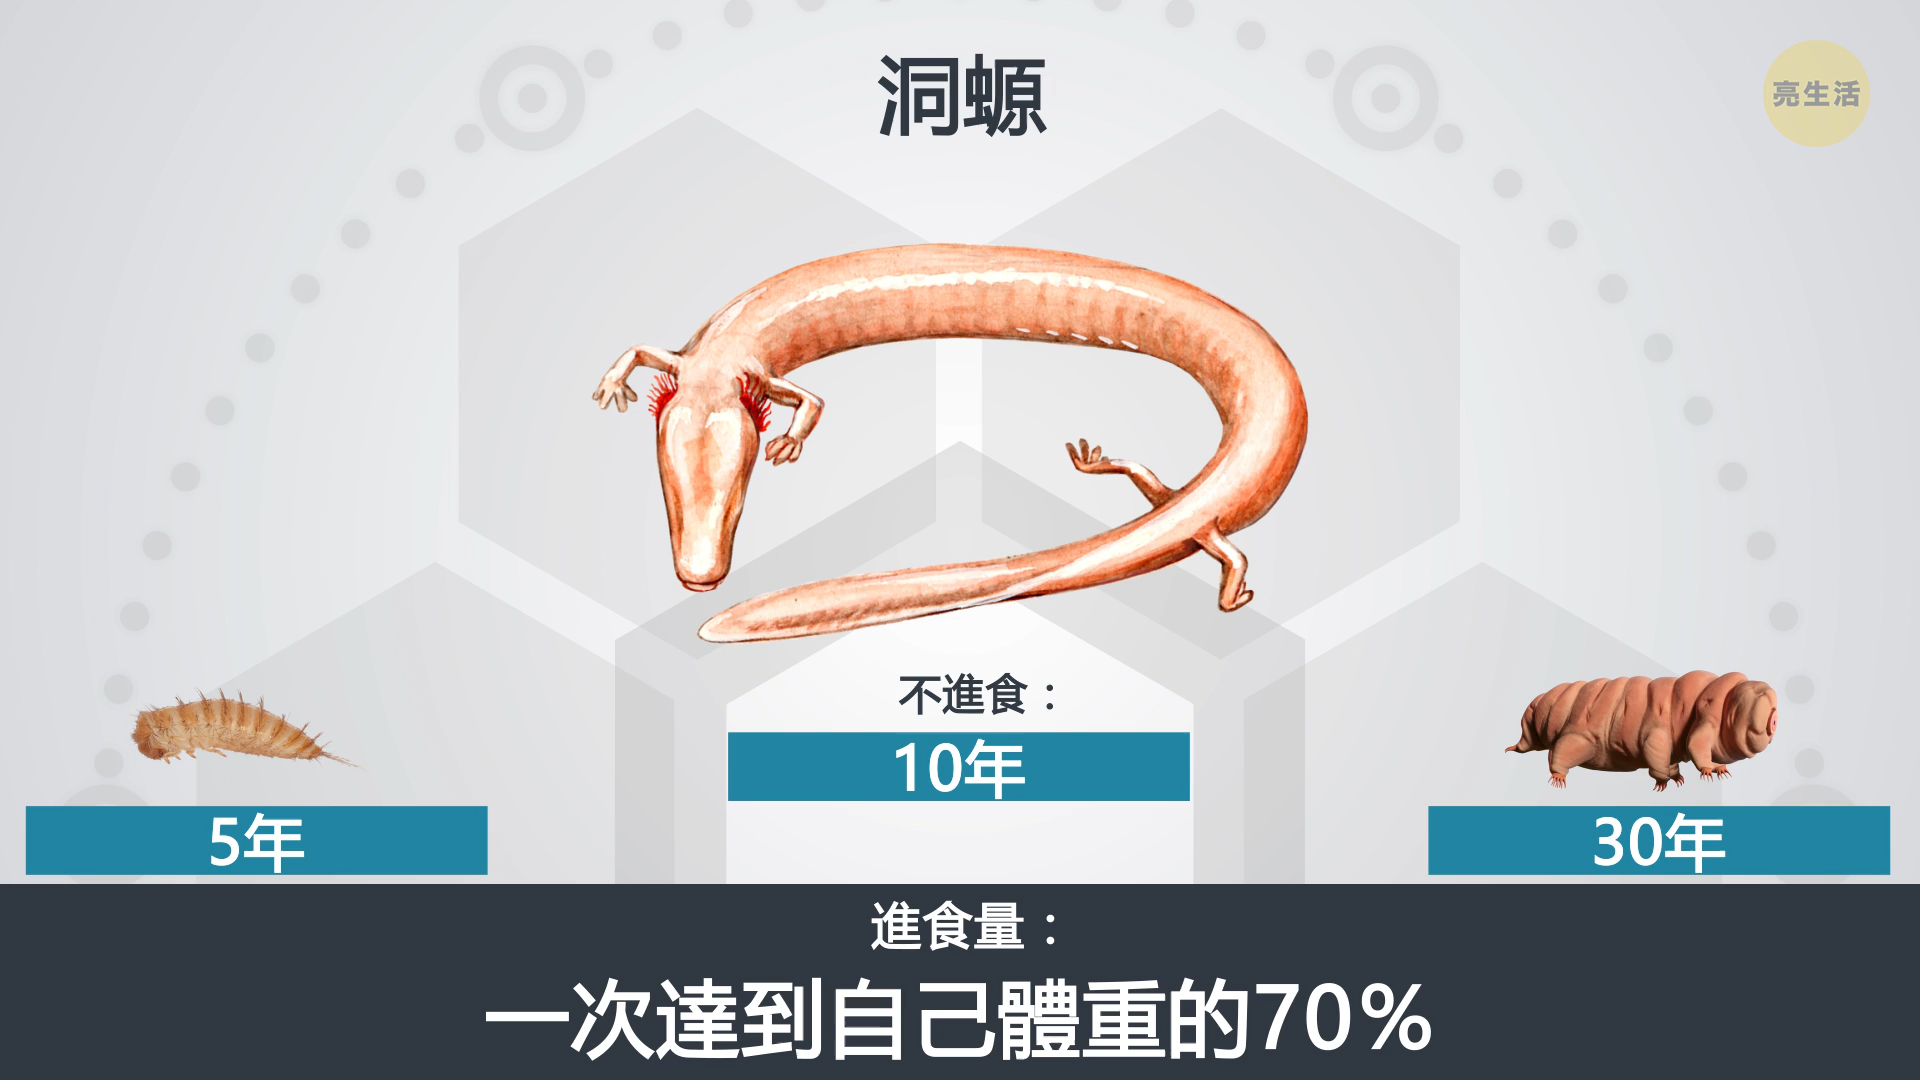 洞螈
亮生活
不進食：
10年
5年
30年
進食量：
一次達到自己體重的70%